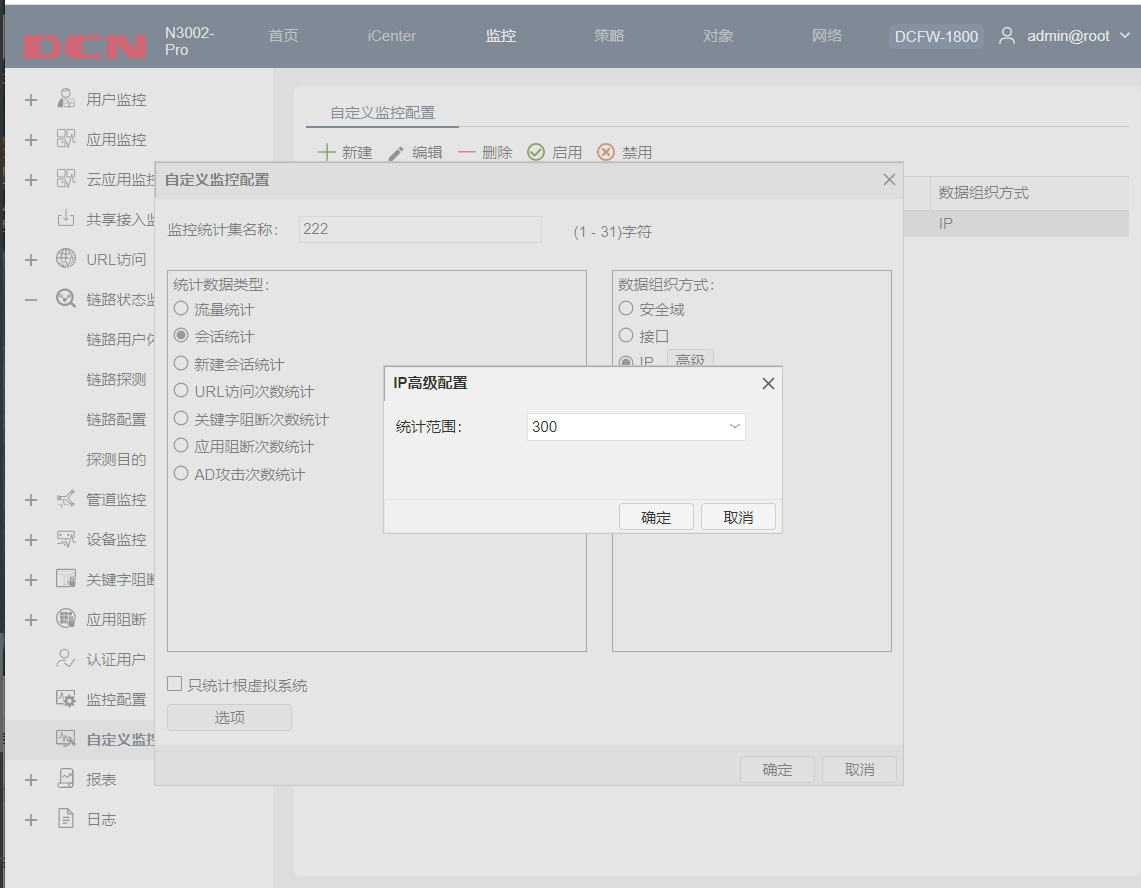 DCN
N3002-Pro
首页 iCenter 监控 策略 对象 网络 DCFW-1800 admin@root
用户监控
应用监控
云应用监控
共享接入监
URL访问
链路状态监
链路用户体
链路探测
链路配置
探测目的
管道监控
设备监控
关键字阻断
应用阻断
认证用户
监控配置
自定义监控
报表
日志
自定义监控配置
新建 编辑 删除 启用 禁用
数据组织方式
IP
自定义监控配置
监控统计集名称: 222 (1 - 31)字符
统计数据类型:
流量统计
会话统计
新建会话统计
URL访问次数统计
关键字阻断次数统计
应用阻断次数统计
AD攻击次数统计
数据组织方式:
安全域
接口
IP 高级
IP高级配置
统计范围: 300
确定 取消
只统计根虚拟系统
选项
确定 取消